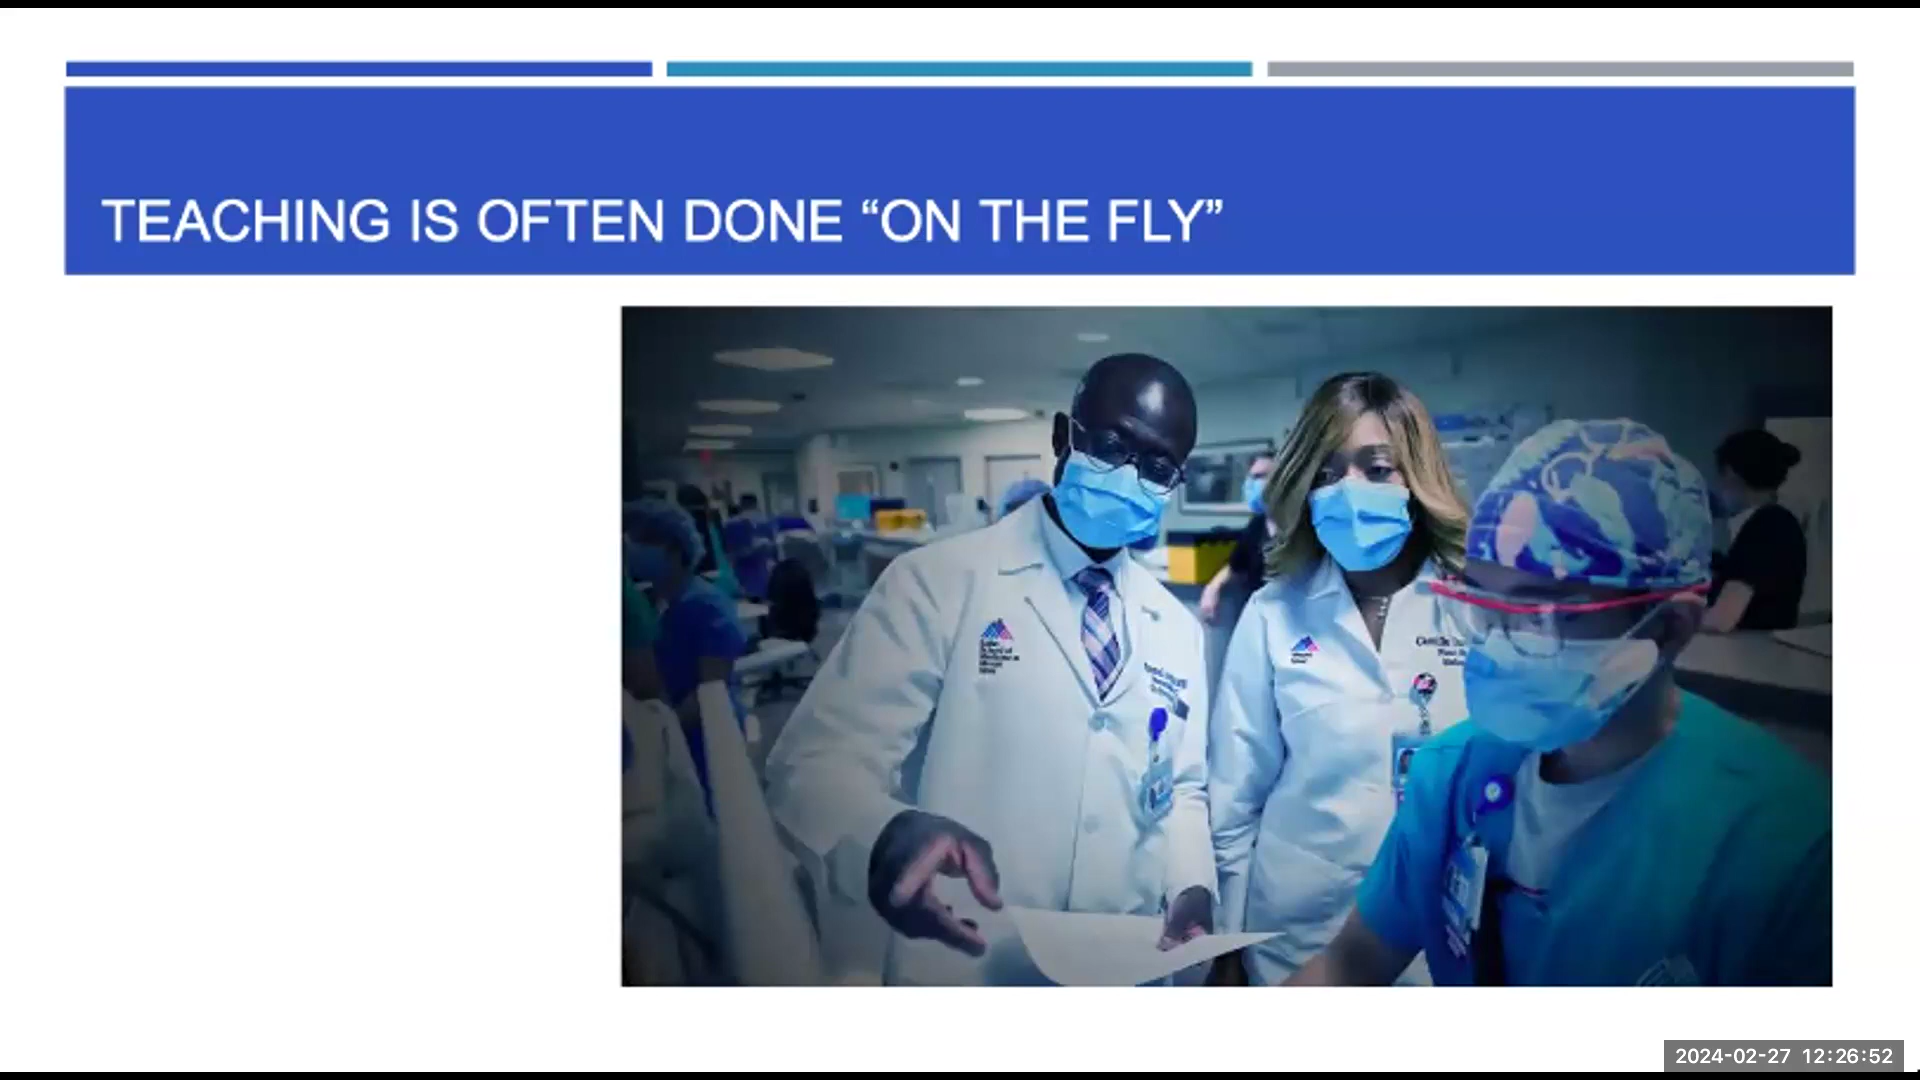 TEACHING IS OFTEN DONE “ON THE FLY”
2024-02-27 12:26:52